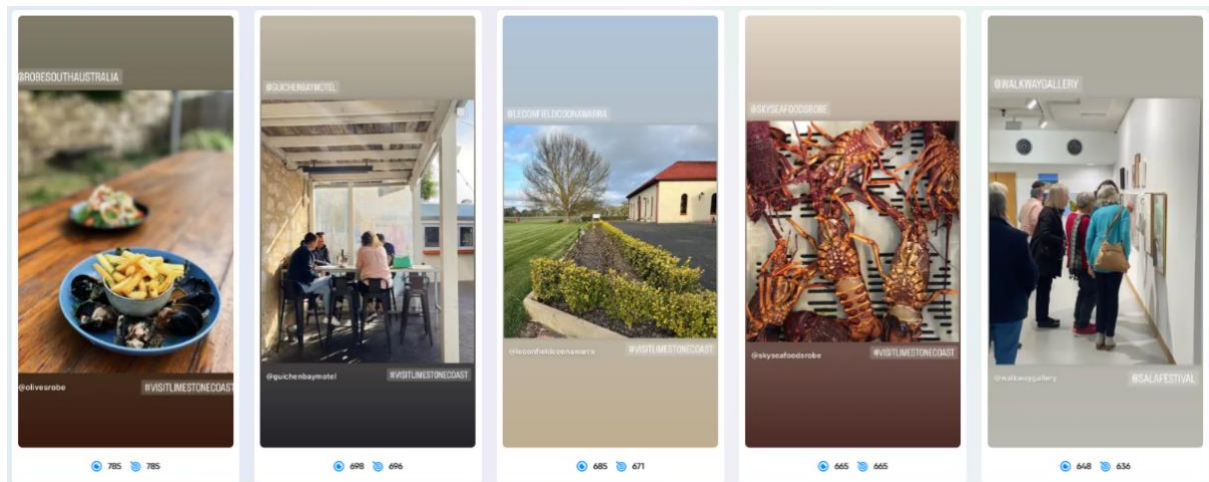 @ROBESOUTHAUSTRALIA
@olivesrobe
#VISITLIMESTONECOAST
785 785
@GUICHENBAYMOTEL
@guichenbaymotel
#VISITLIMESTONECOAST
698 696
@LECONFIELDCOONAWARRA
@leconfieldcoonawarra
#VISITLIMESTONECOAST
685 671
@SKYSEAFOODSROBE
@skyseafoodsrobe
#VISITLIMESTONECOAST
665 665
@WALKWAYGALLERY
@walkwaygallery
@SALAFESTIVAL
648 636